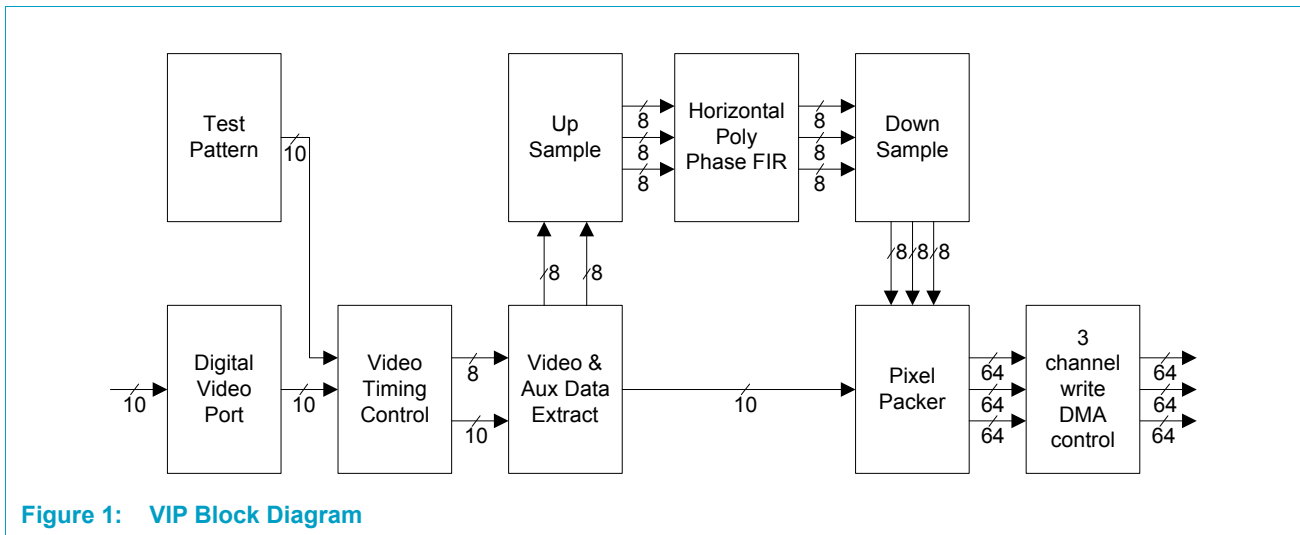 Test
Pattern
10
Up
Sample
8
8
8
Horizontal
Poly
Phase FIR
8
8
8
Down
Sample
8
8
8
8
8
10
Digital
Video
Port
10
Video
Timing
Control
8
10
Video &
Aux Data
Extract
10
Pixel
Packer
64
64
64
3
channel
write
DMA
control
64
64
64
Figure 1: VIP Block Diagram